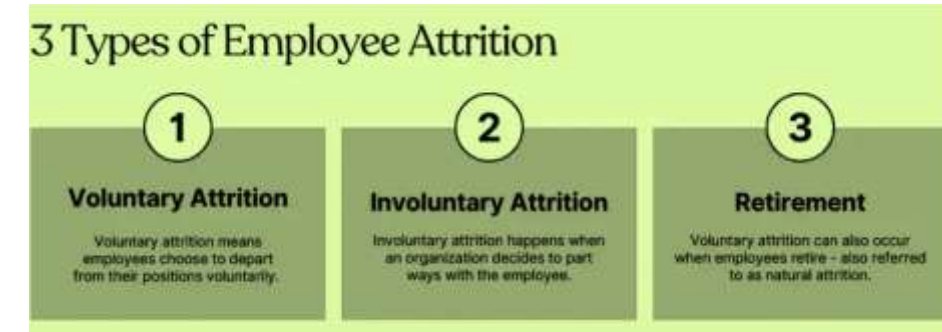 3 Types of Employee Attrition
1
Voluntary Attrition
Voluntary attrition means
employees choose to depart
from their positions voluntarily.
2
Involuntary Attrition
Involuntary attrition happens when
an organization decides to part
ways with the employee.
3
Retirement
Voluntary attrition can also occur
when employees retire - also referred
to as natural attrition.